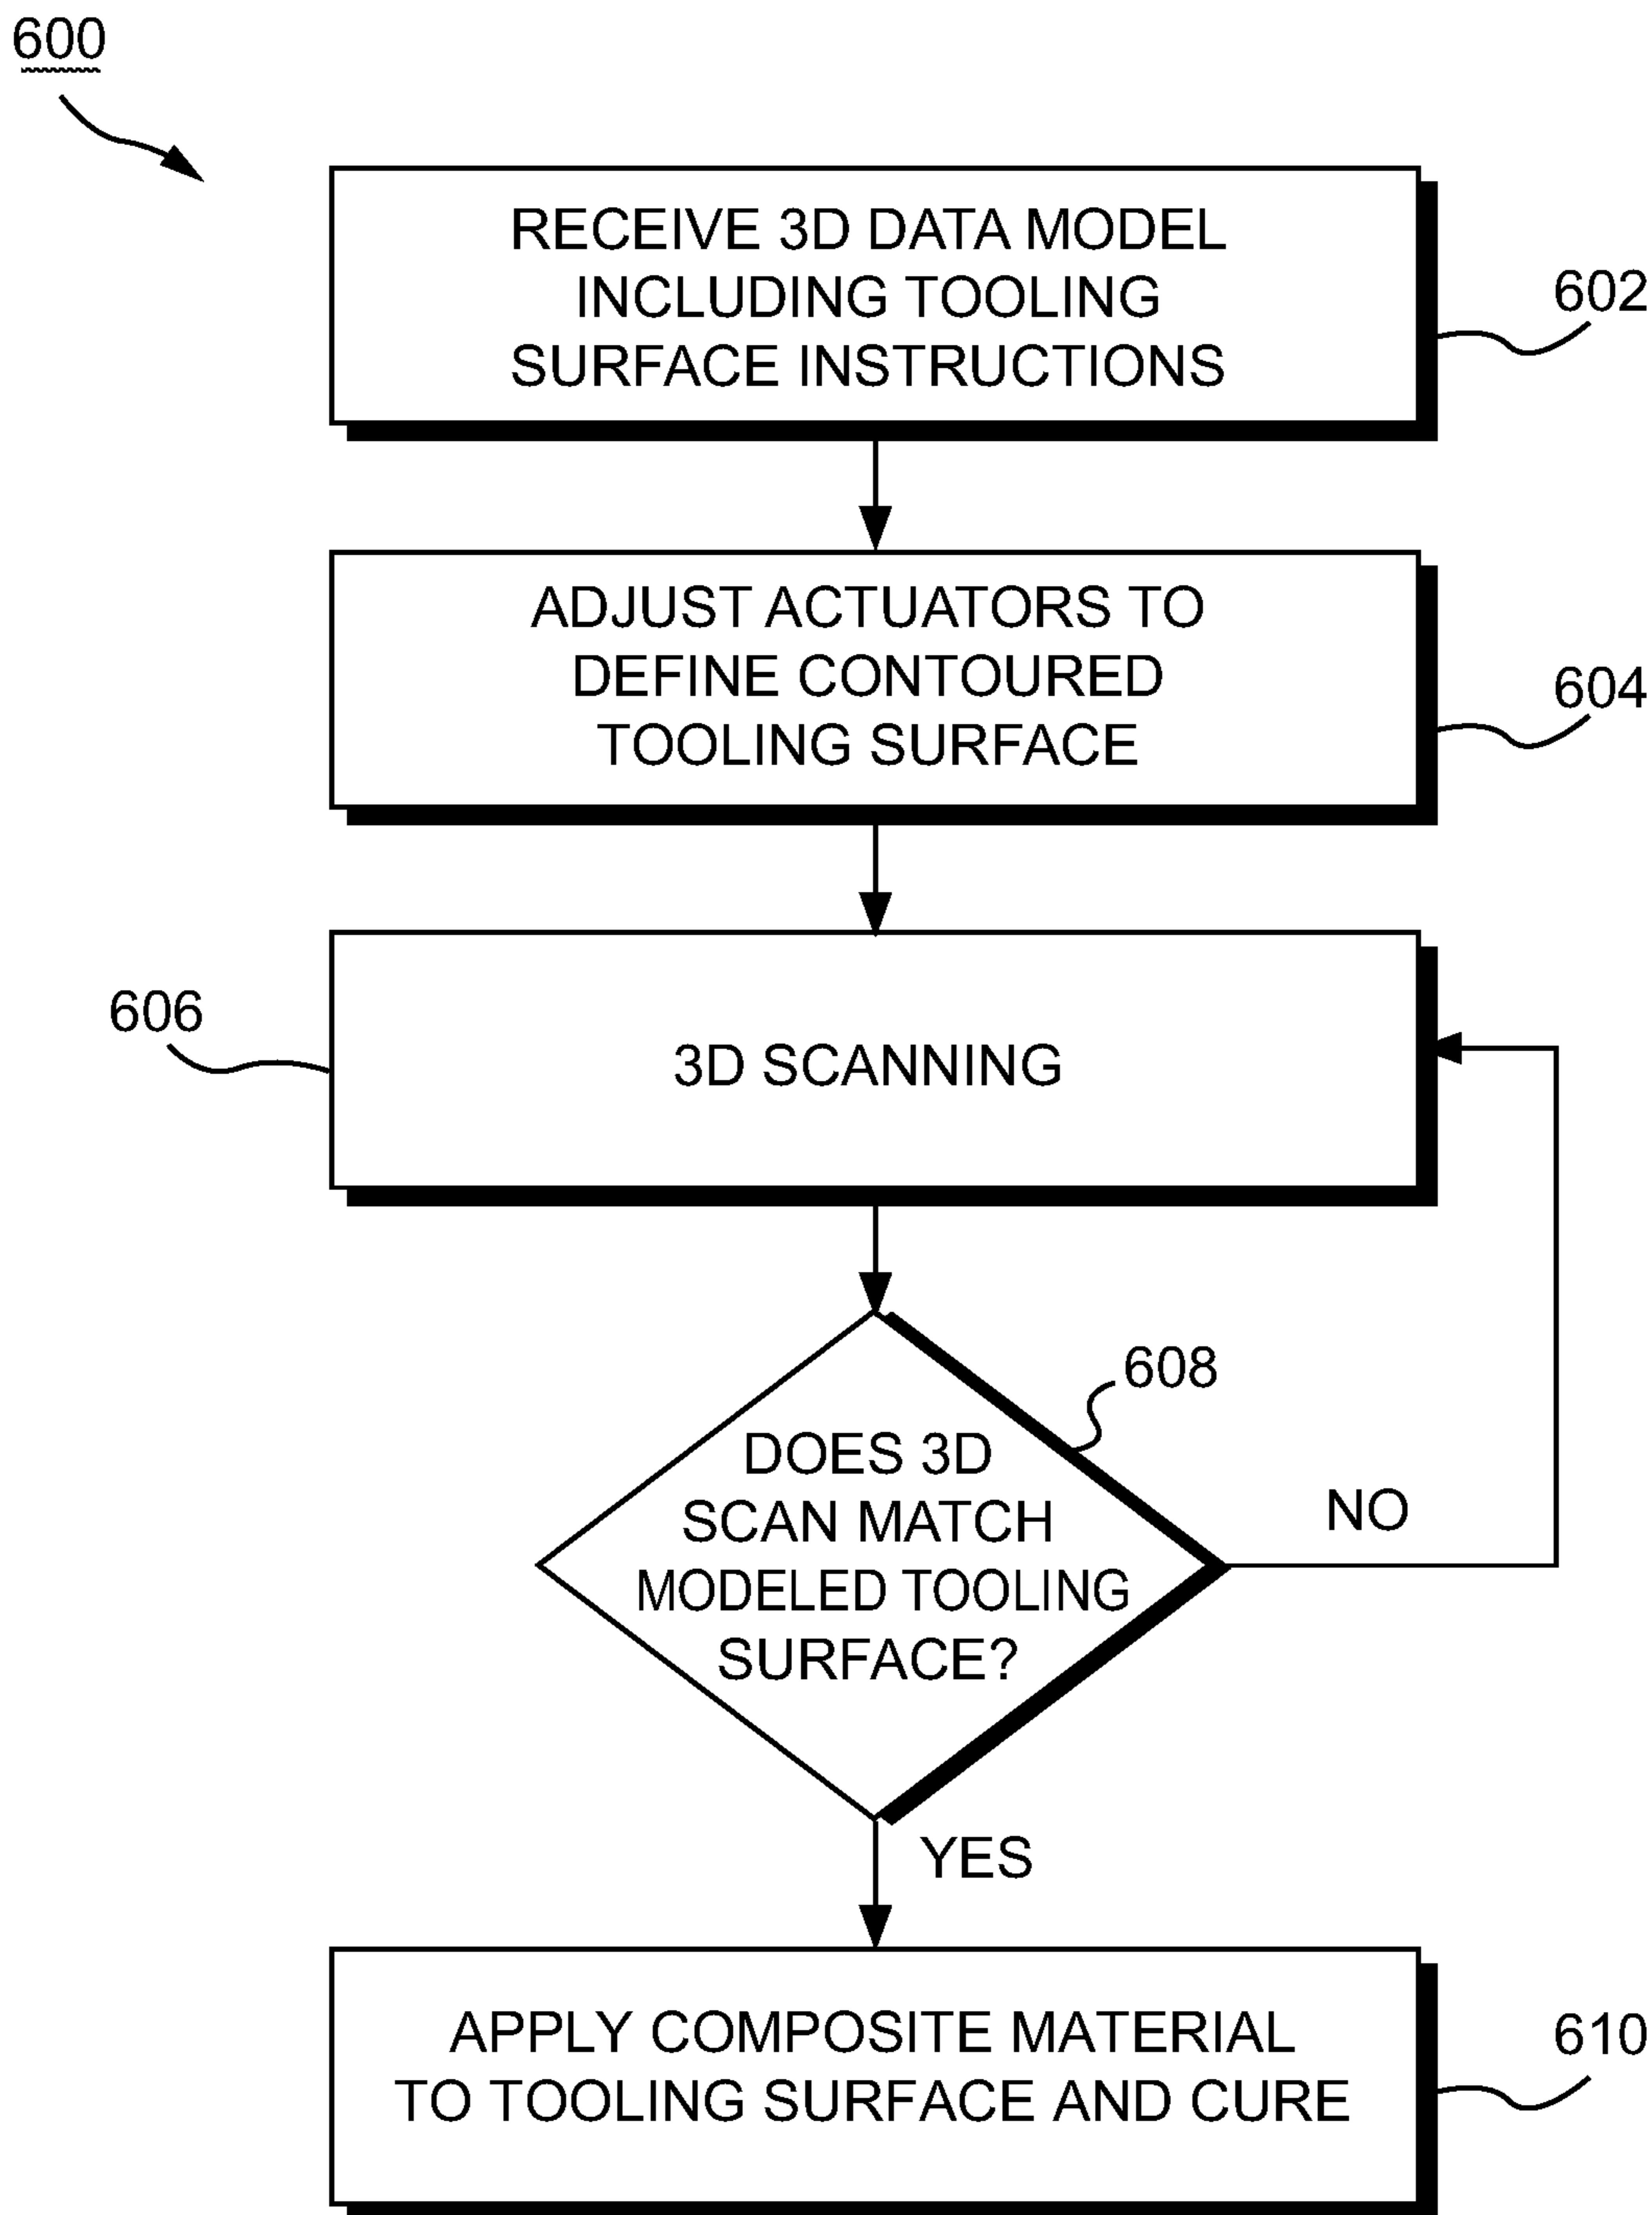 600
RECEIVE 3D DATA MODEL
INCLUDING TOOLING
SURFACE INSTRUCTIONS
602
ADJUST ACTUATORS TO
DEFINE CONTOURED
TOOLING SURFACE
604
606
3D SCANNING
608
DOES 3D
SCAN MATCH
MODELED TOOLING
SURFACE?
NO
YES
APPLY COMPOSITE MATERIAL
TO TOOLING SURFACE AND CURE
610